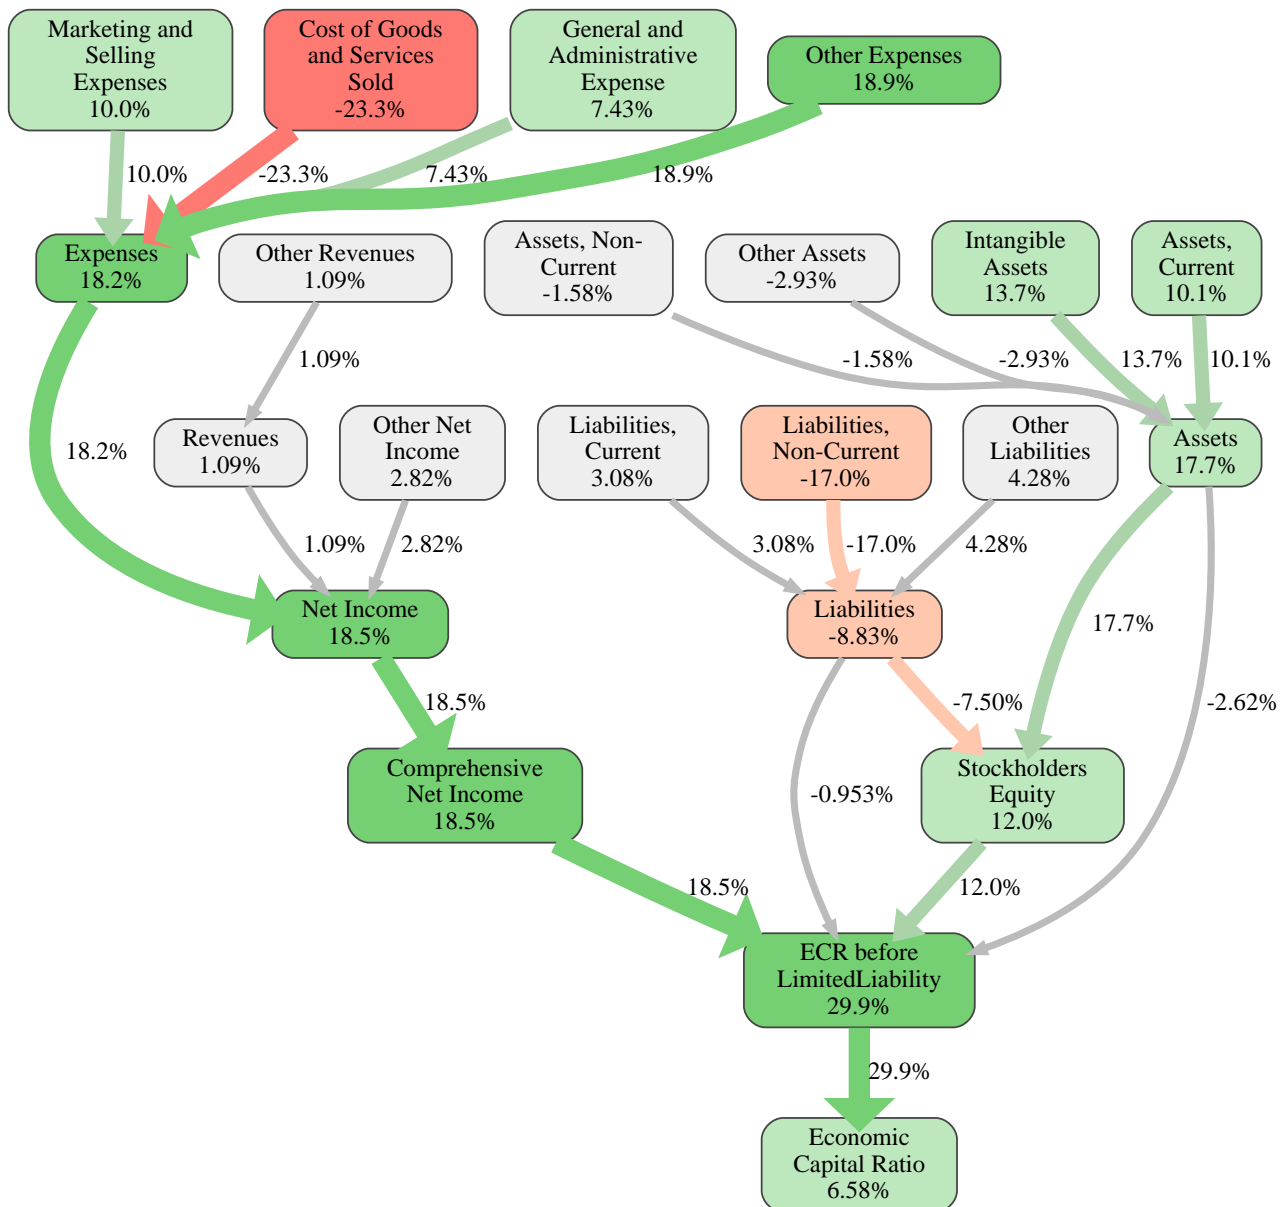 Marketing and
Selling
Expenses
10.0%
Cost of Goods
and Services
Sold
-23.3%
General and
Administrative
Expense
7.43%
Other Expenses
18.9%
10.0%
-23.3%
7.43%
18.9%
Expenses
18.2%
Other Revenues
1.09%
Assets, Non-
Current
-1.58%
Other Assets
-2.93%
Intangible
Assets
13.7%
Assets,
Current
10.1%
1.09%
-1.58%
-2.93%
13.7%
10.1%
18.2%
Revenues
1.09%
Other Net
Income
2.82%
Liabilities,
Current
3.08%
Liabilities,
Non-Current
-17.0%
Other
Liabilities
4.28%
Assets
17.7%
1.09%
2.82%
3.08%
-17.0%
4.28%
Net Income
18.5%
Liabilities
-8.83%
17.7%
18.5%
-7.50%
-2.62%
Comprehensive
Net Income
18.5%
-0.953%
Stockholders
Equity
12.0%
18.5%
12.0%
ECR before
LimitedLiability
29.9%
29.9%
Economic
Capital Ratio
6.58%